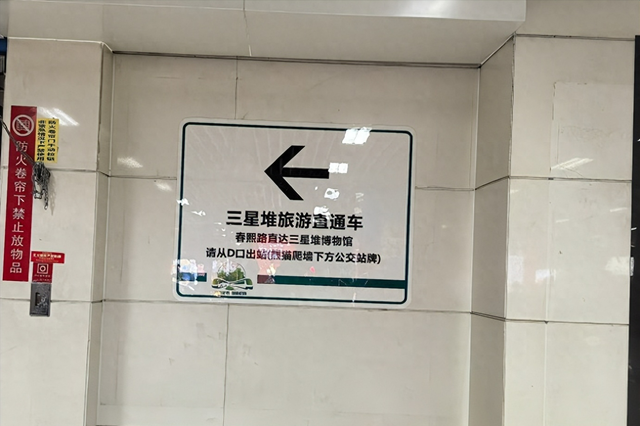 三星堆旅游直通车
春熙路直达三星堆博物馆
请从D口出站(熊猫爬墙下方公交站牌)
防火卷帘下禁止放物品